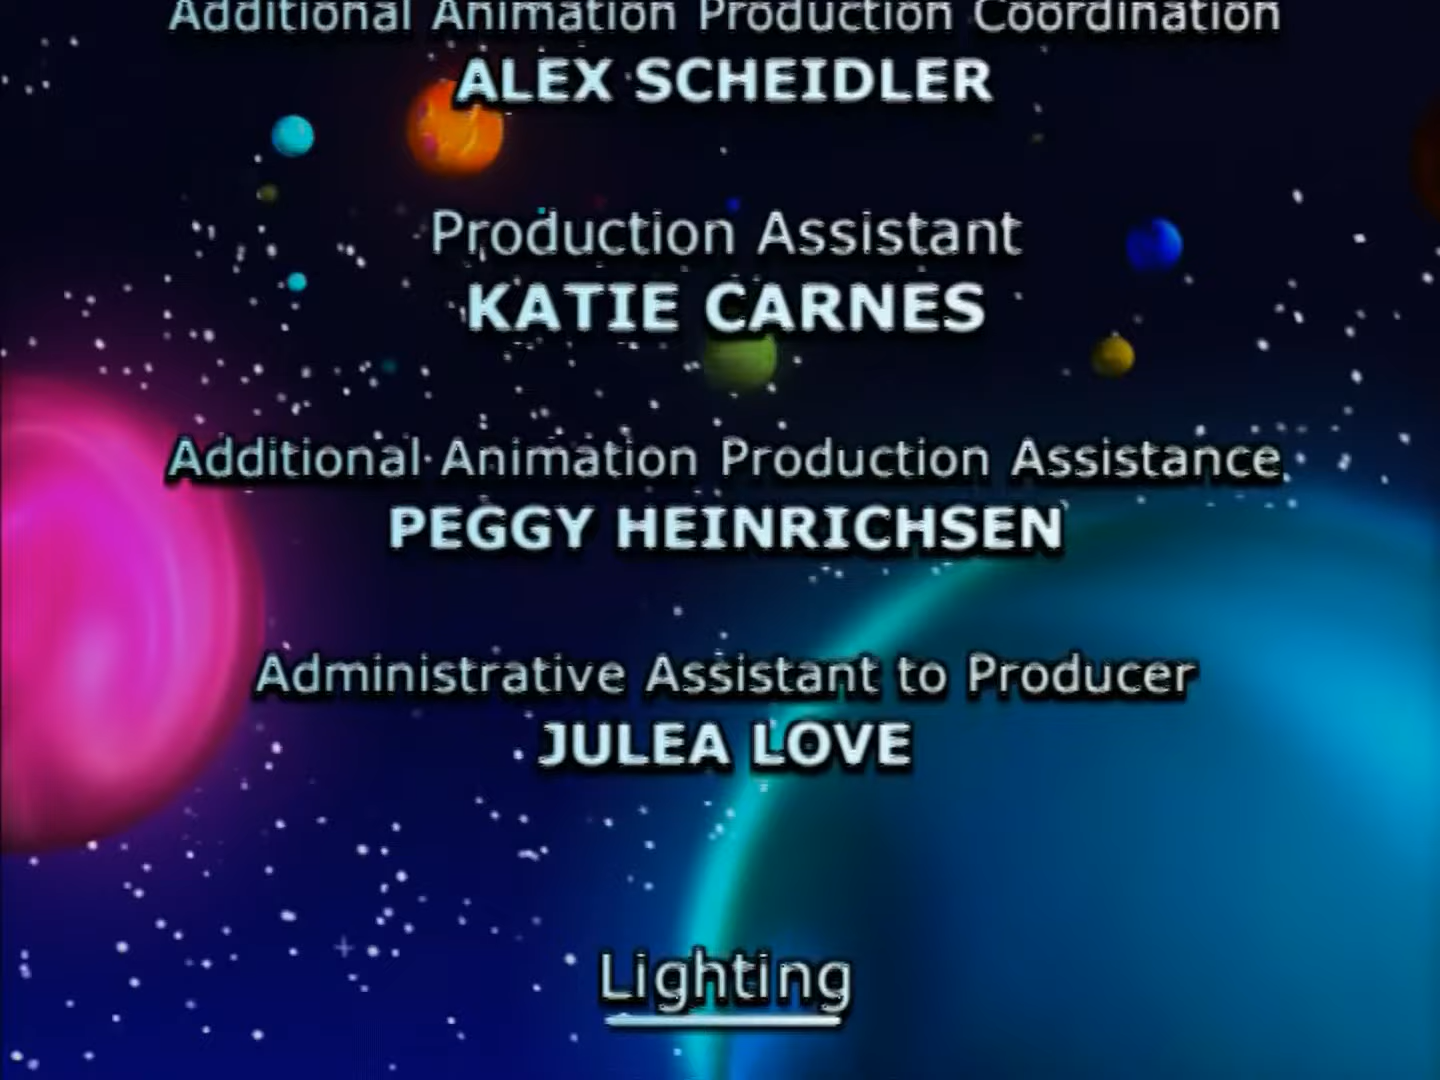 Additional Animation Production Coordination
ALEX SCHEIDLER
Production Assistant
KATIE CARNES
Additional Animation Production Assistance
PEGGY HEINRICHSEN
Administrative Assistant to Producer
JULEA LOVE
Lighting